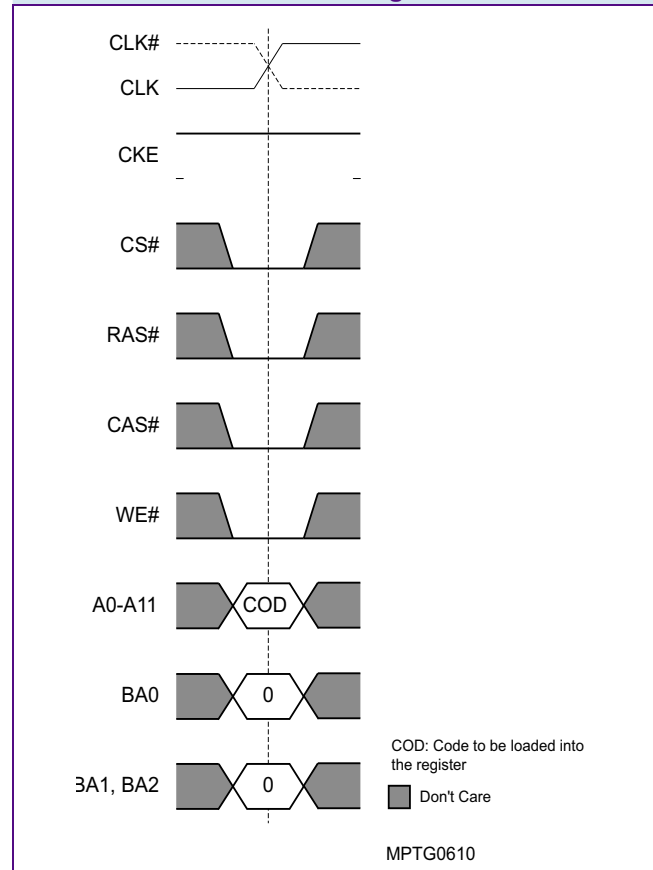 CLK#
CLK
CKE
CS#
RAS#
CAS#
WE#
A0-A11
COD
BA0
0
BA1, BA2
0
COD: Code to be loaded into
the register
Don't Care
MPTG0610